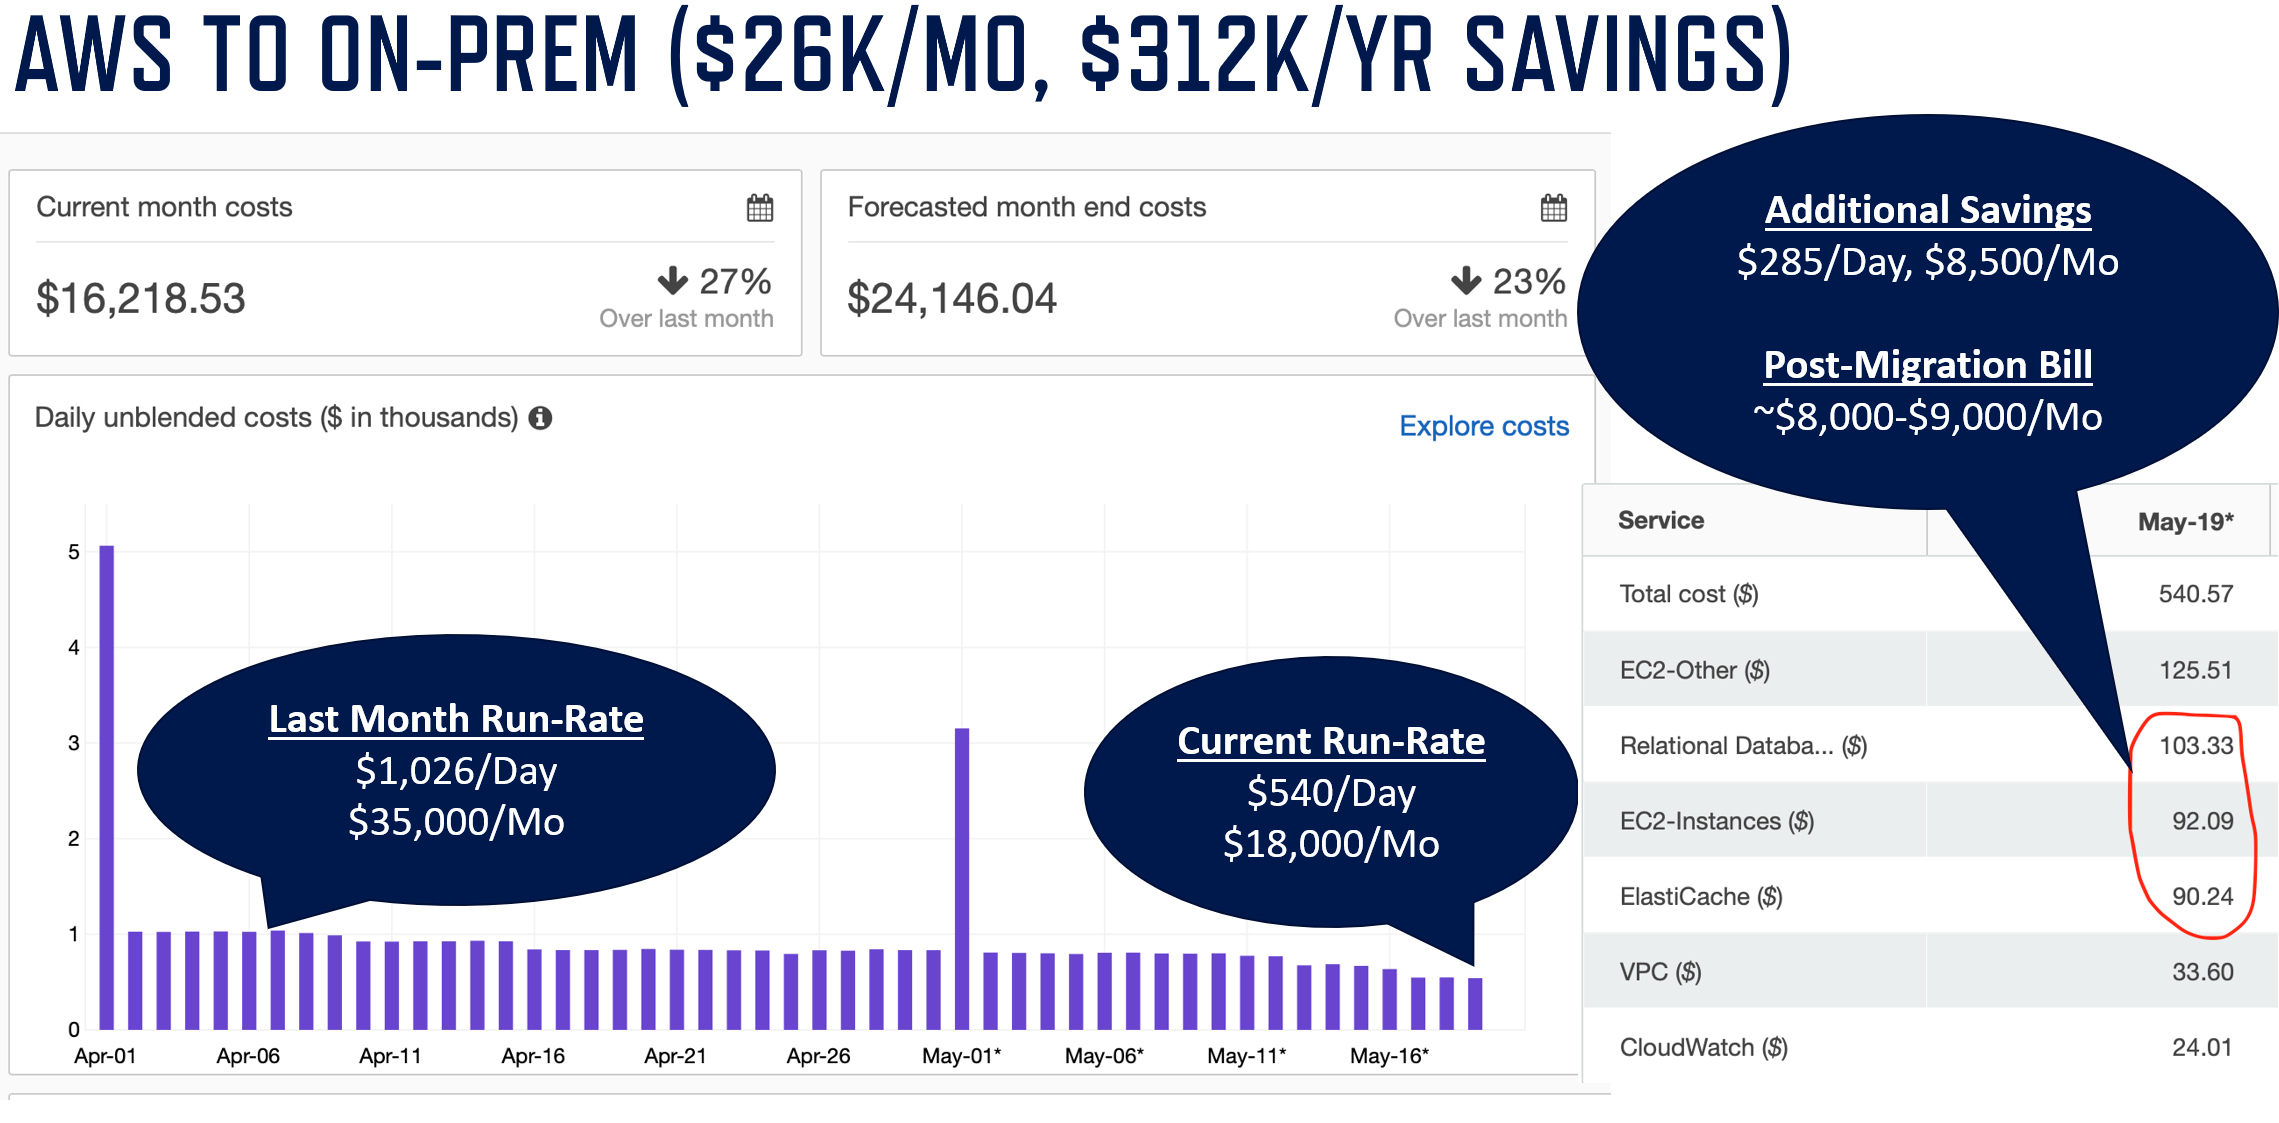 AWS TO ON-PREM ($26K/MO, $312K/YR SAVINGS)
Current month costs
$16,218.53
27%
Over last month
Forecasted month end costs
$24,146.04
23%
Over last month
Additional Savings
$285/Day, $8,500/Mo
Post-Migration Bill
~$8,000-$9,000/Mo
Daily unblended costs ($ in thousands)
Explore costs
5
4
3
2
1
0
Last Month Run-Rate
$1,026/Day
$35,000/Mo
Current Run-Rate
$540/Day
$18,000/Mo
Apr-01 Apr-06 Apr-11 Apr-16 Apr-21 Apr-26 May-01* May-06* May-11* May-16*
Service May-19*
Total cost ($) 540.57
EC2-Other ($) 125.51
Relational Databa... ($) 103.33
EC2-Instances ($) 92.09
ElastiCache ($) 90.24
VPC ($) 33.60
CloudWatch ($) 24.01